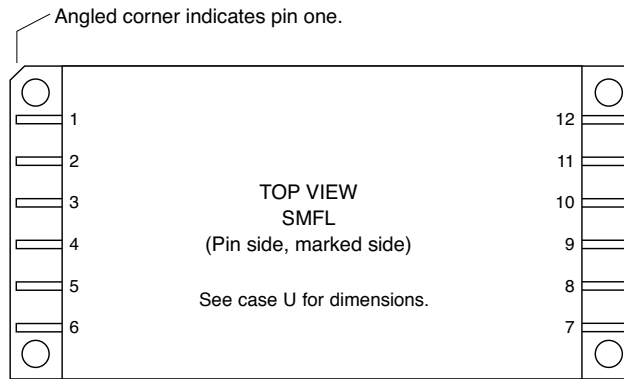 Angled corner indicates pin one.
1
12
2
11
TOP VIEW
3
SMFL
10
4
(Pin side, marked side)
9
5
See case U for dimensions.
8
6
7